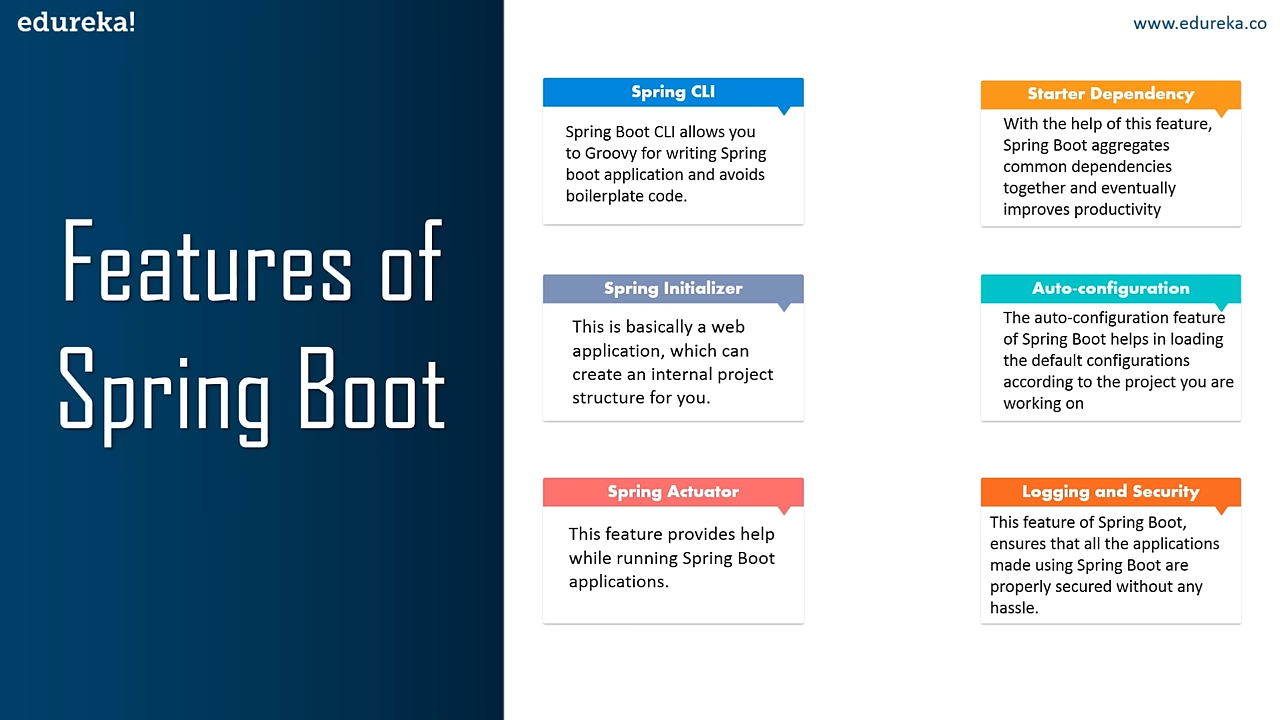 edureka!
www.edureka.co
Features of
Spring Boot
Spring CLI
Spring Boot CLI allows you
to Groovy for writing Spring
boot application and avoids
boilerplate code.
Starter Dependency
With the help of this feature,
Spring Boot aggregates
common dependencies
together and eventually
improves productivity
Spring Initializer
This is basically a web
application, which can
create an internal project
structure for you.
Auto-configuration
The auto-configuration feature
of Spring Boot helps in loading
the default configurations
according to the project you are
working on
Spring Actuator
This feature provides help
while running Spring Boot
applications.
Logging and Security
This feature of Spring Boot,
ensures that all the applications
made using Spring Boot are
properly secured without any
hassle.